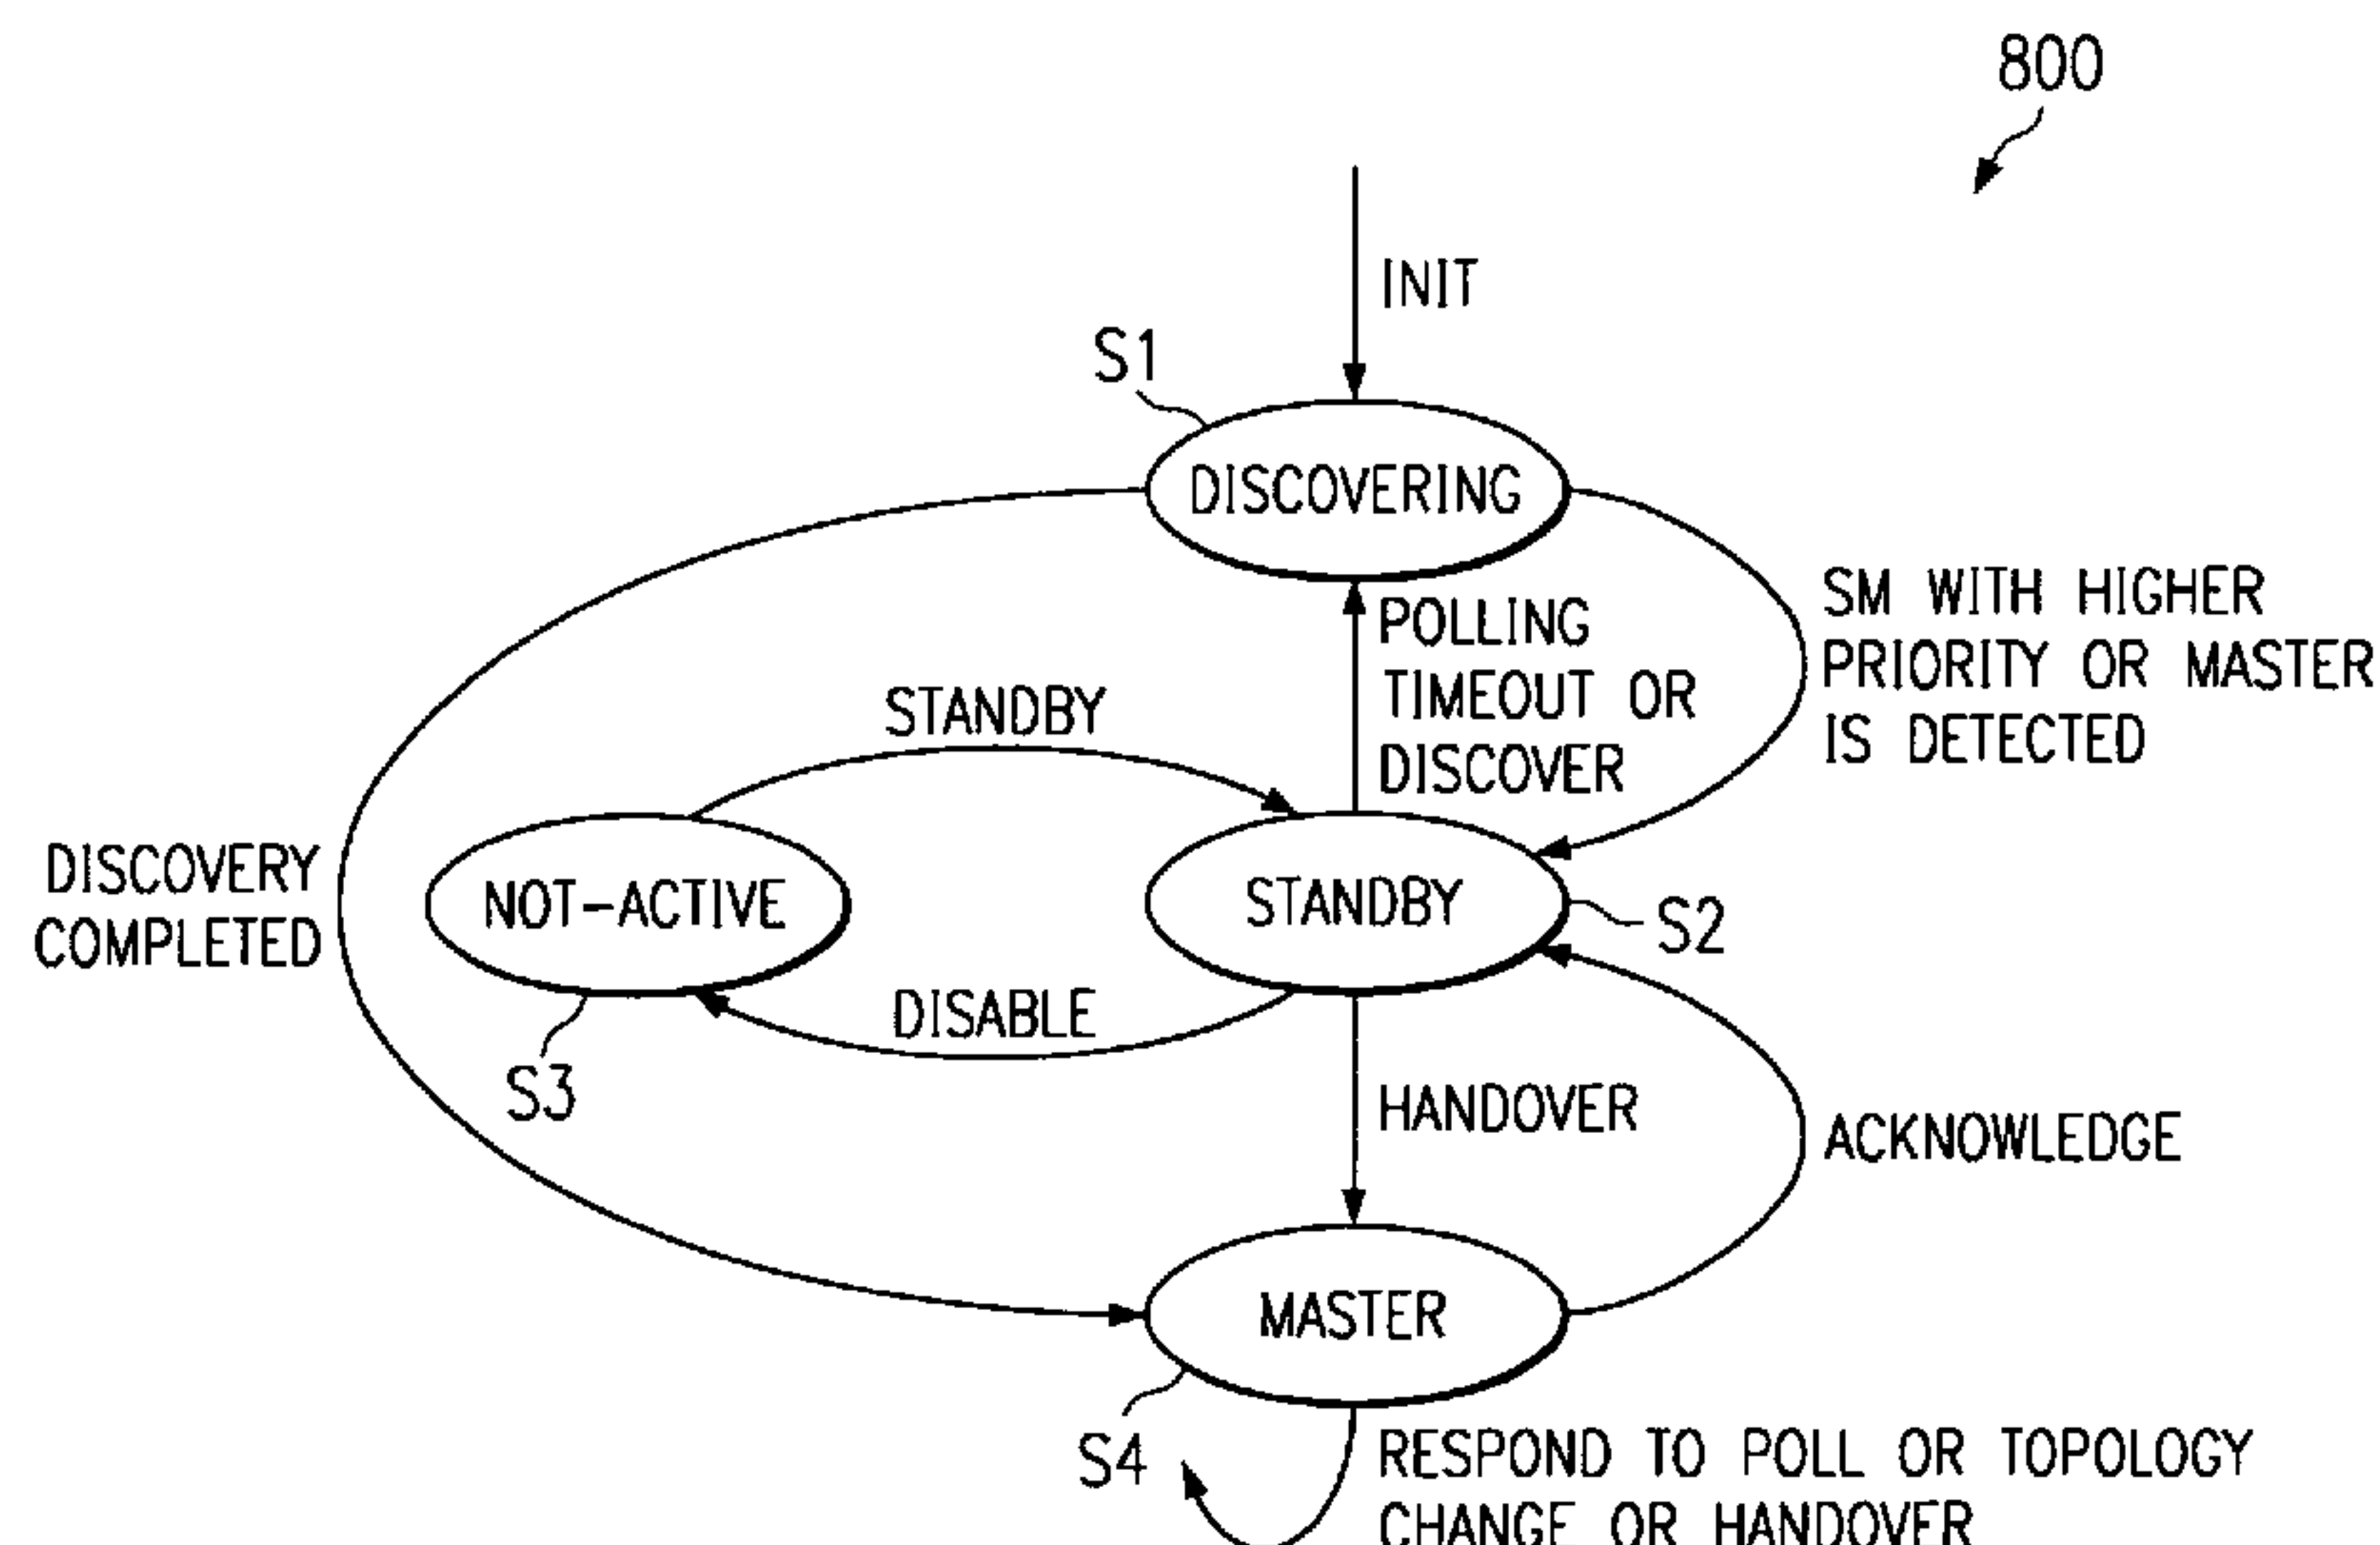 800
INIT
S1
DISCOVERING
SM WITH HIGHER
PRIORITY OR MASTER
IS DETECTED
POLLING
TIMEOUT OR
DISCOVER
STANDBY
DISCOVERY
COMPLETED
NOT-ACTIVE
STANDBY
S2
DISABLE
S3
HANDOVER
ACKNOWLEDGE
MASTER
S4
RESPOND TO POLL OR TOPOLOGY
CHANGE OR HANDOVER